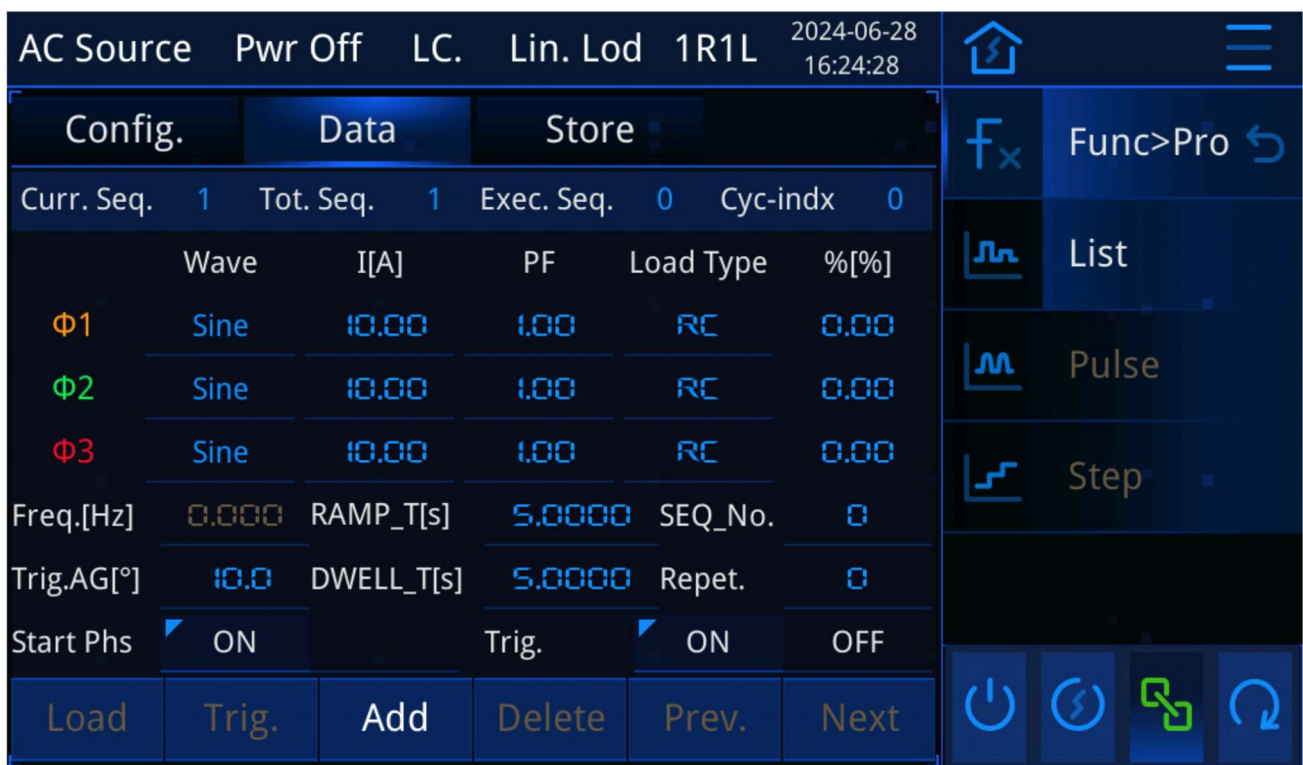 AC Source Pwr Off LC. Lin. Lod 1R1L 2024-06-28 16:24:28
Config. Data Store
Func>Pro
Curr. Seq. 1 Tot. Seq. 1 Exec. Seq. 0 Cyc-indx 0
Wave I[A] PF Load Type %[%]
List
Φ1 Sine 10.00 1.00 RC 0.00
Φ2 Sine 10.00 1.00 RC 0.00
Pulse
Φ3 Sine 10.00 1.00 RC 0.00
Step
Freq.[Hz] 0.000 RAMP_T[s] 5.0000 SEQ_No. 0
Trig.AG[°] 10.0 DWELL_T[s] 5.0000 Repet. 0
Start Phs ON Trig. ON OFF
Load Trig. Add Delete Prev. Next